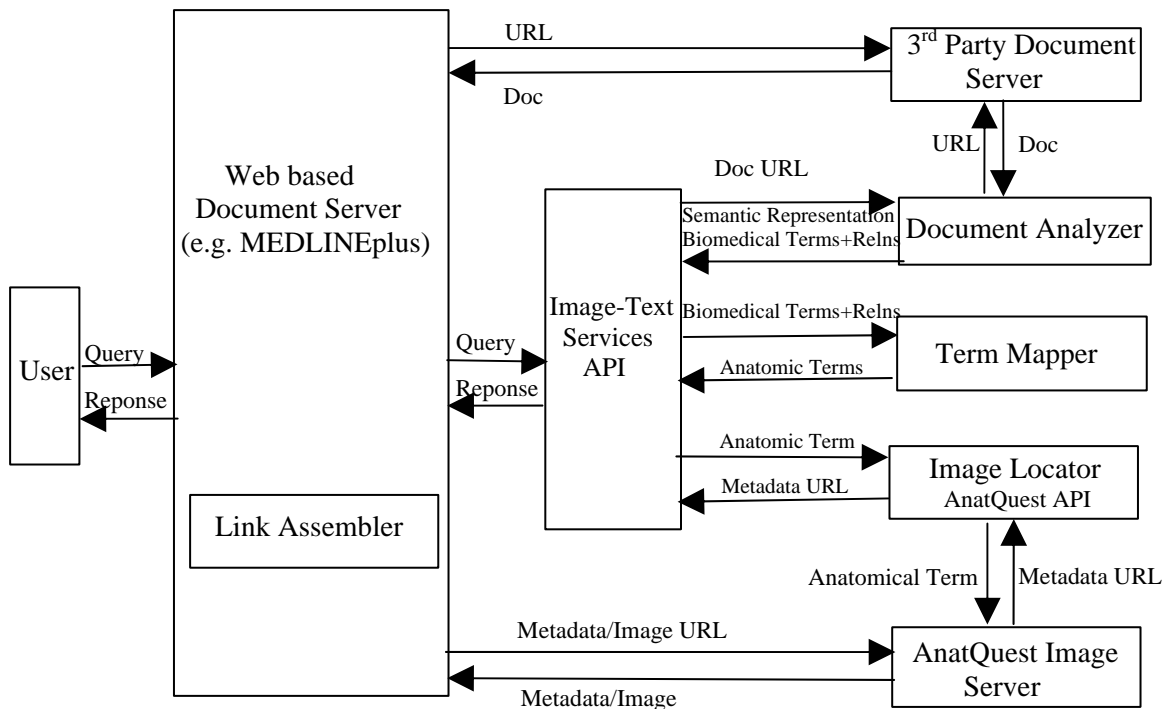 URL
3rd Party Document
Server
Doc
URL
Doc
Web based
Document Server
(e.g. MEDLINEplus)
Doc URL
Semantic Representation
Biomedical Terms+Relns
Document Analyzer
Image-Text
Services
API
Biomedical Terms+Relns
Term Mapper
Anatomic Terms
User
Query
Reponse
Query
Reponse
Anatomic Term
Metadata URL
Image Locator
AnatQuest API
Link Assembler
Anatomical Term
Metadata URL
Metadata/Image URL
AnatQuest Image
Server
Metadata/Image